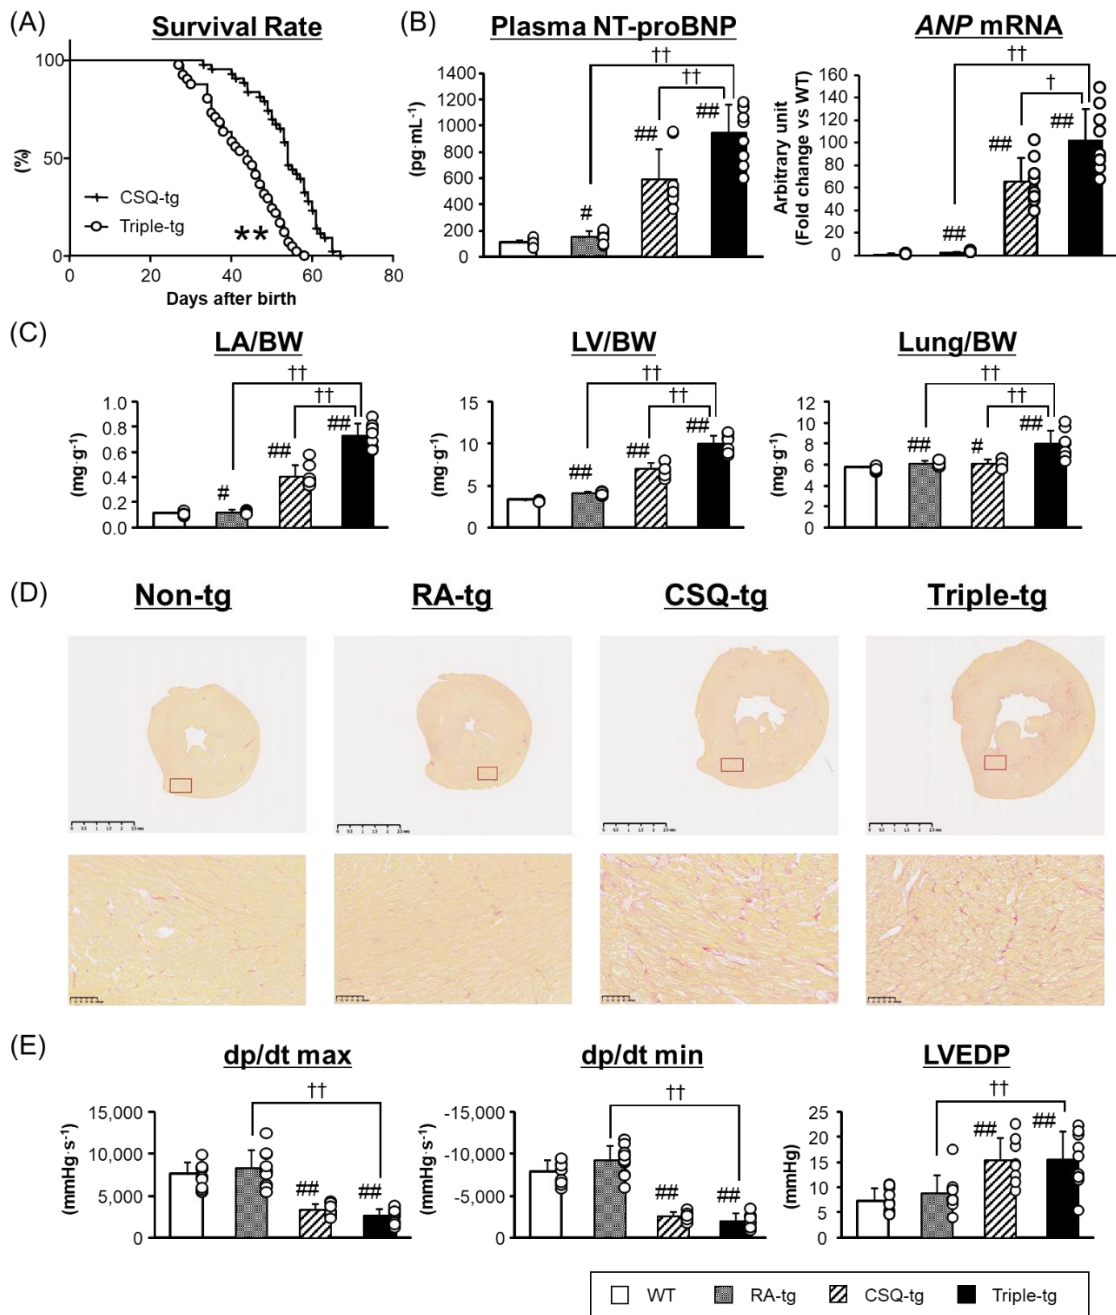 (A)
Survival Rate
(%)
100
50
0
0 20 40 60 80
CSQ-tg
Triple-tg
**
Days after birth
(B)
Plasma NT-proBNP
(pg·mL-1)
1400
1200
1000
800
600
400
200
0
#
##
##
††
††
ANP mRNA
Arbitrary unit
(Fold change vs WT)
160
140
120
100
80
60
40
20
0
##
##
##
†
††
(C)
LA/BW
(mg·g-1)
1.0
0.8
0.6
0.4
0.2
0.0
#
##
##
††
††
LV/BW
(mg·g-1)
15
10
5
0
##
##
##
††
††
Lung/BW
(mg·g-1)
12
10
8
6
4
2
0
##
#
##
††
††
(D)
Non-tg
RA-tg
CSQ-tg
Triple-tg
(E)
dp/dt max
(mmHg·s-1)
15,000
10,000
5,000
0
##
##
††
dp/dt min
(mmHg·s-1)
-15,000
-10,000
-5,000
0
##
##
††
LVEDP
(mmHg)
25
20
15
10
5
0
##
##
††
WT RA-tg CSQ-tg Triple-tg